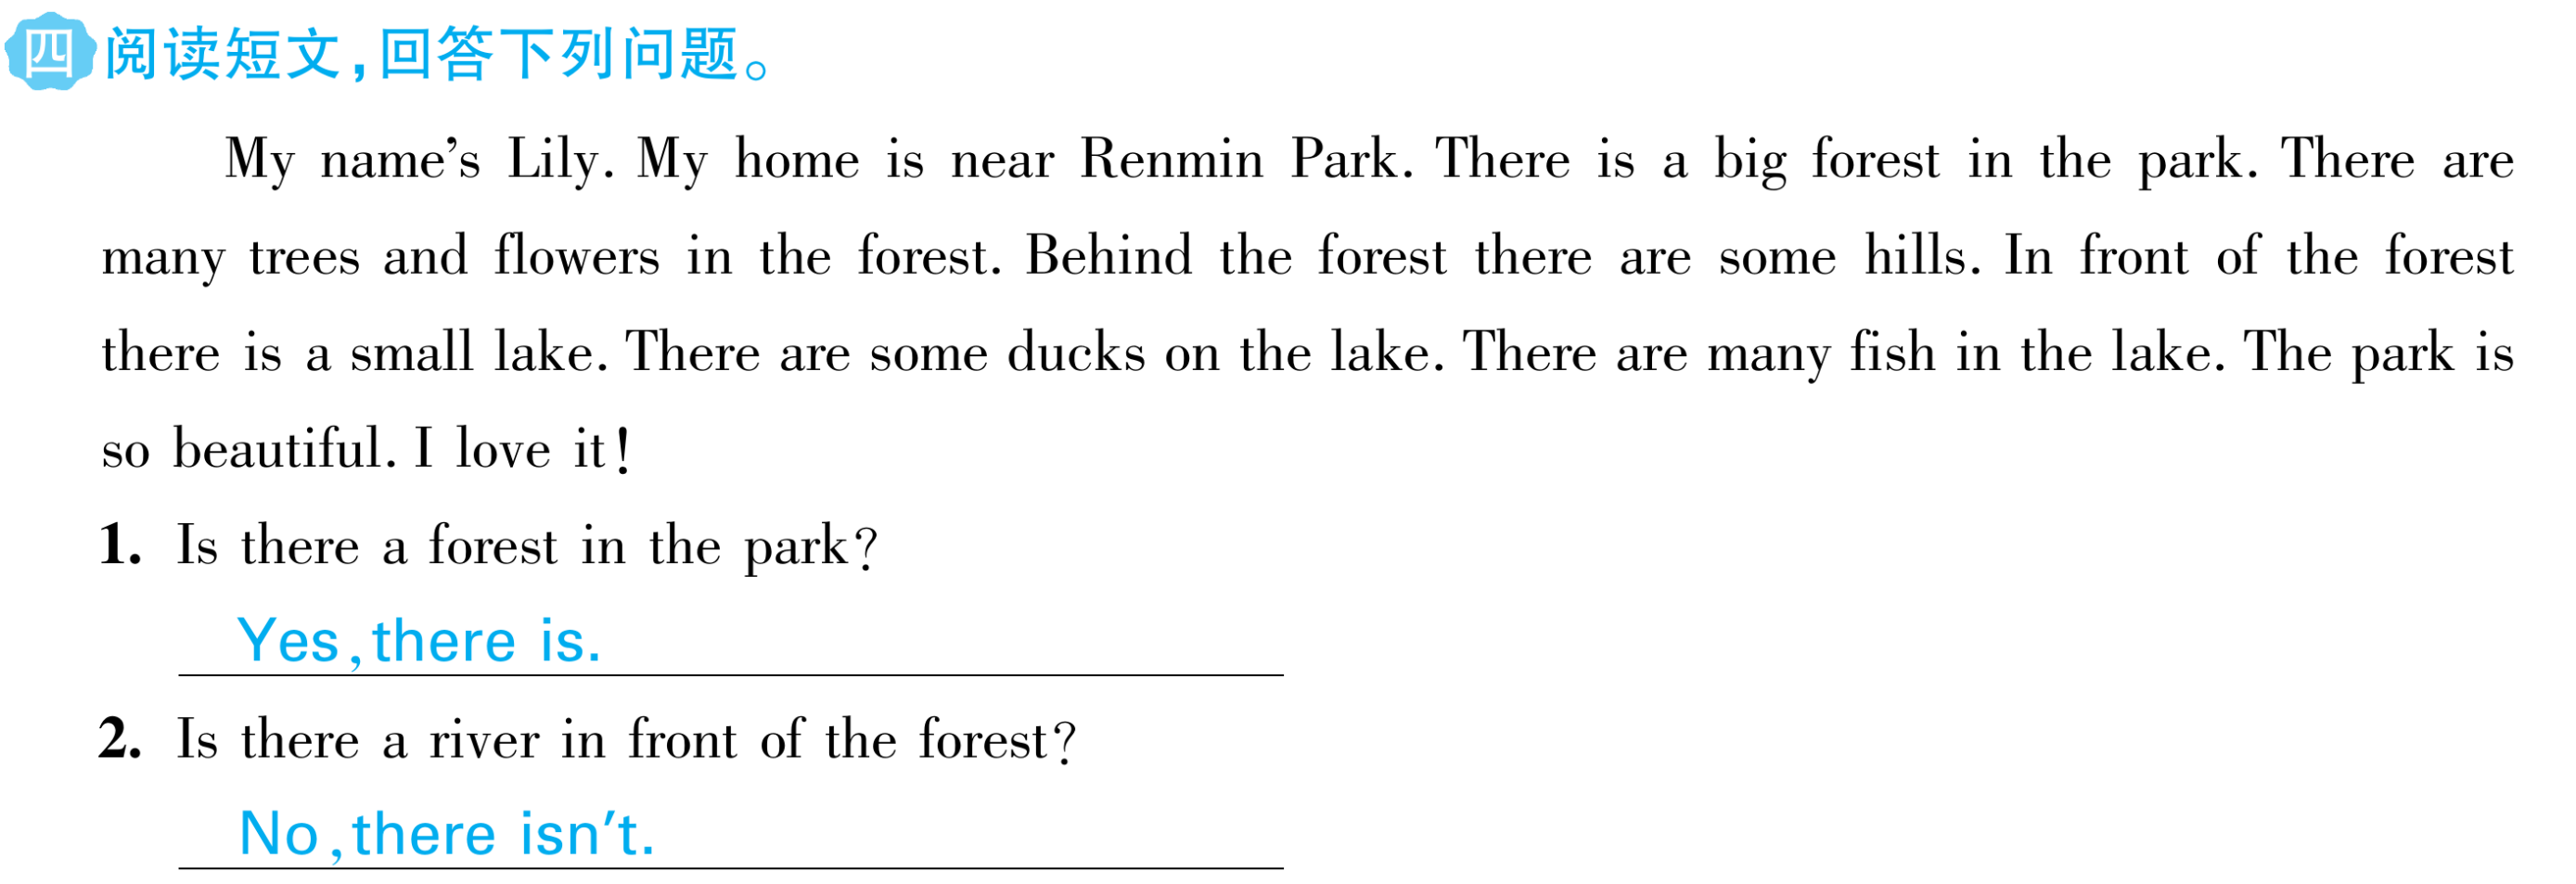 四 阅读短文,回答下列问题。
My name's Lily. My home is near Renmin Park. There is a big forest in the park. There are
many trees and flowers in the forest. Behind the forest there are some hills. In front of the forest
there is a small lake. There are some ducks on the lake. There are many fish in the lake. The park is
so beautiful. I love it!
1. Is there a forest in the park?
Yes,there is.
2. Is there a river in front of the forest?
No,there isn't.